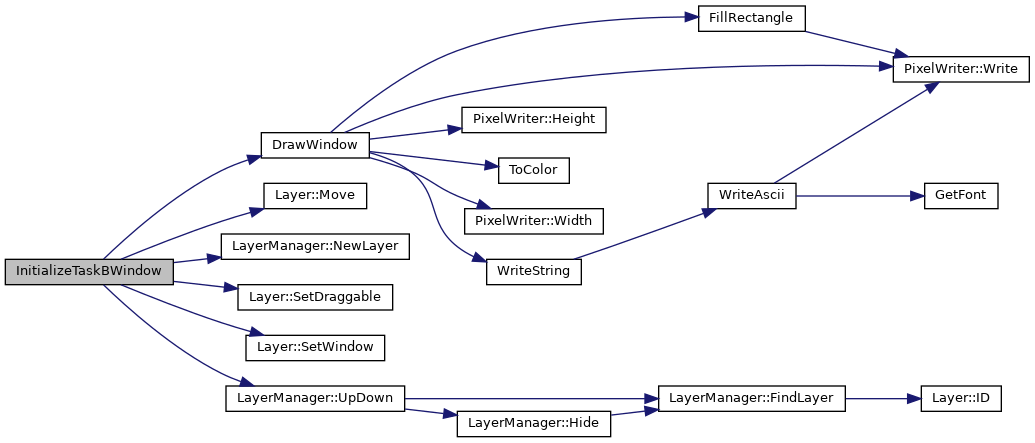 FillRectangle
PixelWriter::Write
PixelWriter::Height
DrawWindow
ToColor
Layer::Move
WriteAscii
GetFont
PixelWriter::Width
LayerManager::NewLayer
InitializeTaskBWindow
WriteString
Layer::SetDraggable
Layer::SetWindow
LayerManager::UpDown
LayerManager::FindLayer
Layer::ID
LayerManager::Hide